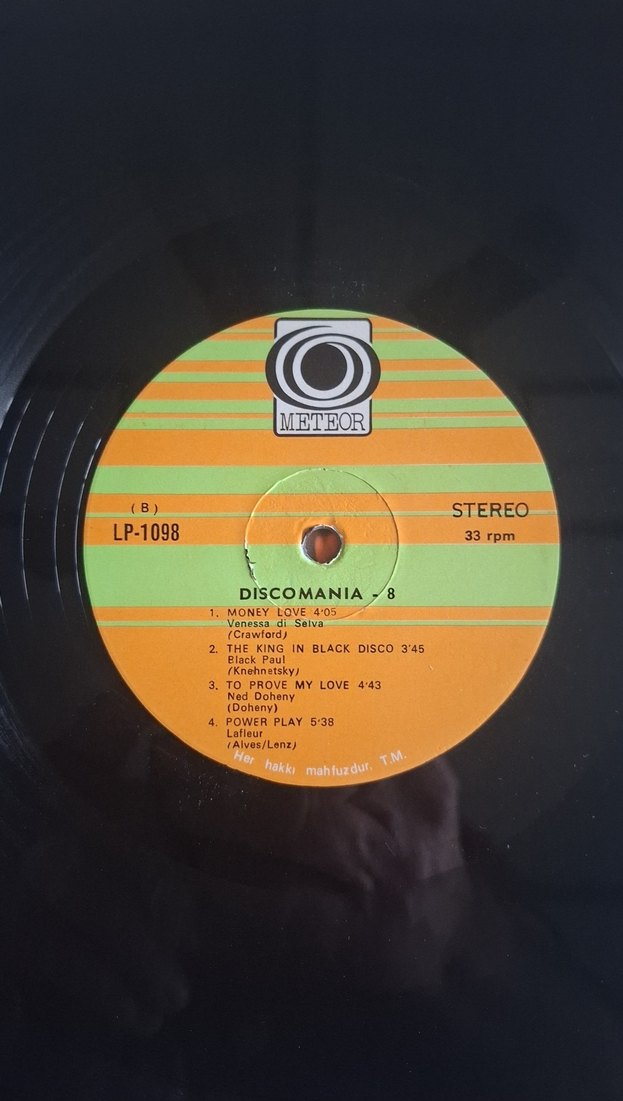 METEOR
(B)
STEREO
LP-1098
33 rpm
DISCOMANIA - 8
1. MONEY LOVE 4'05
Venessa di Selva
(Crawford)
2. THE KING IN BLACK DISCO 3'45
Black Paul
(Knehnetsky)
3. TO PROVE MY LOVE 4'43
Ned Doheny
(Doheny)
4. POWER PLAY 5'38
Lafleur
(Alves/Lenz)
Her hakkı mahfuzdur. T.M.